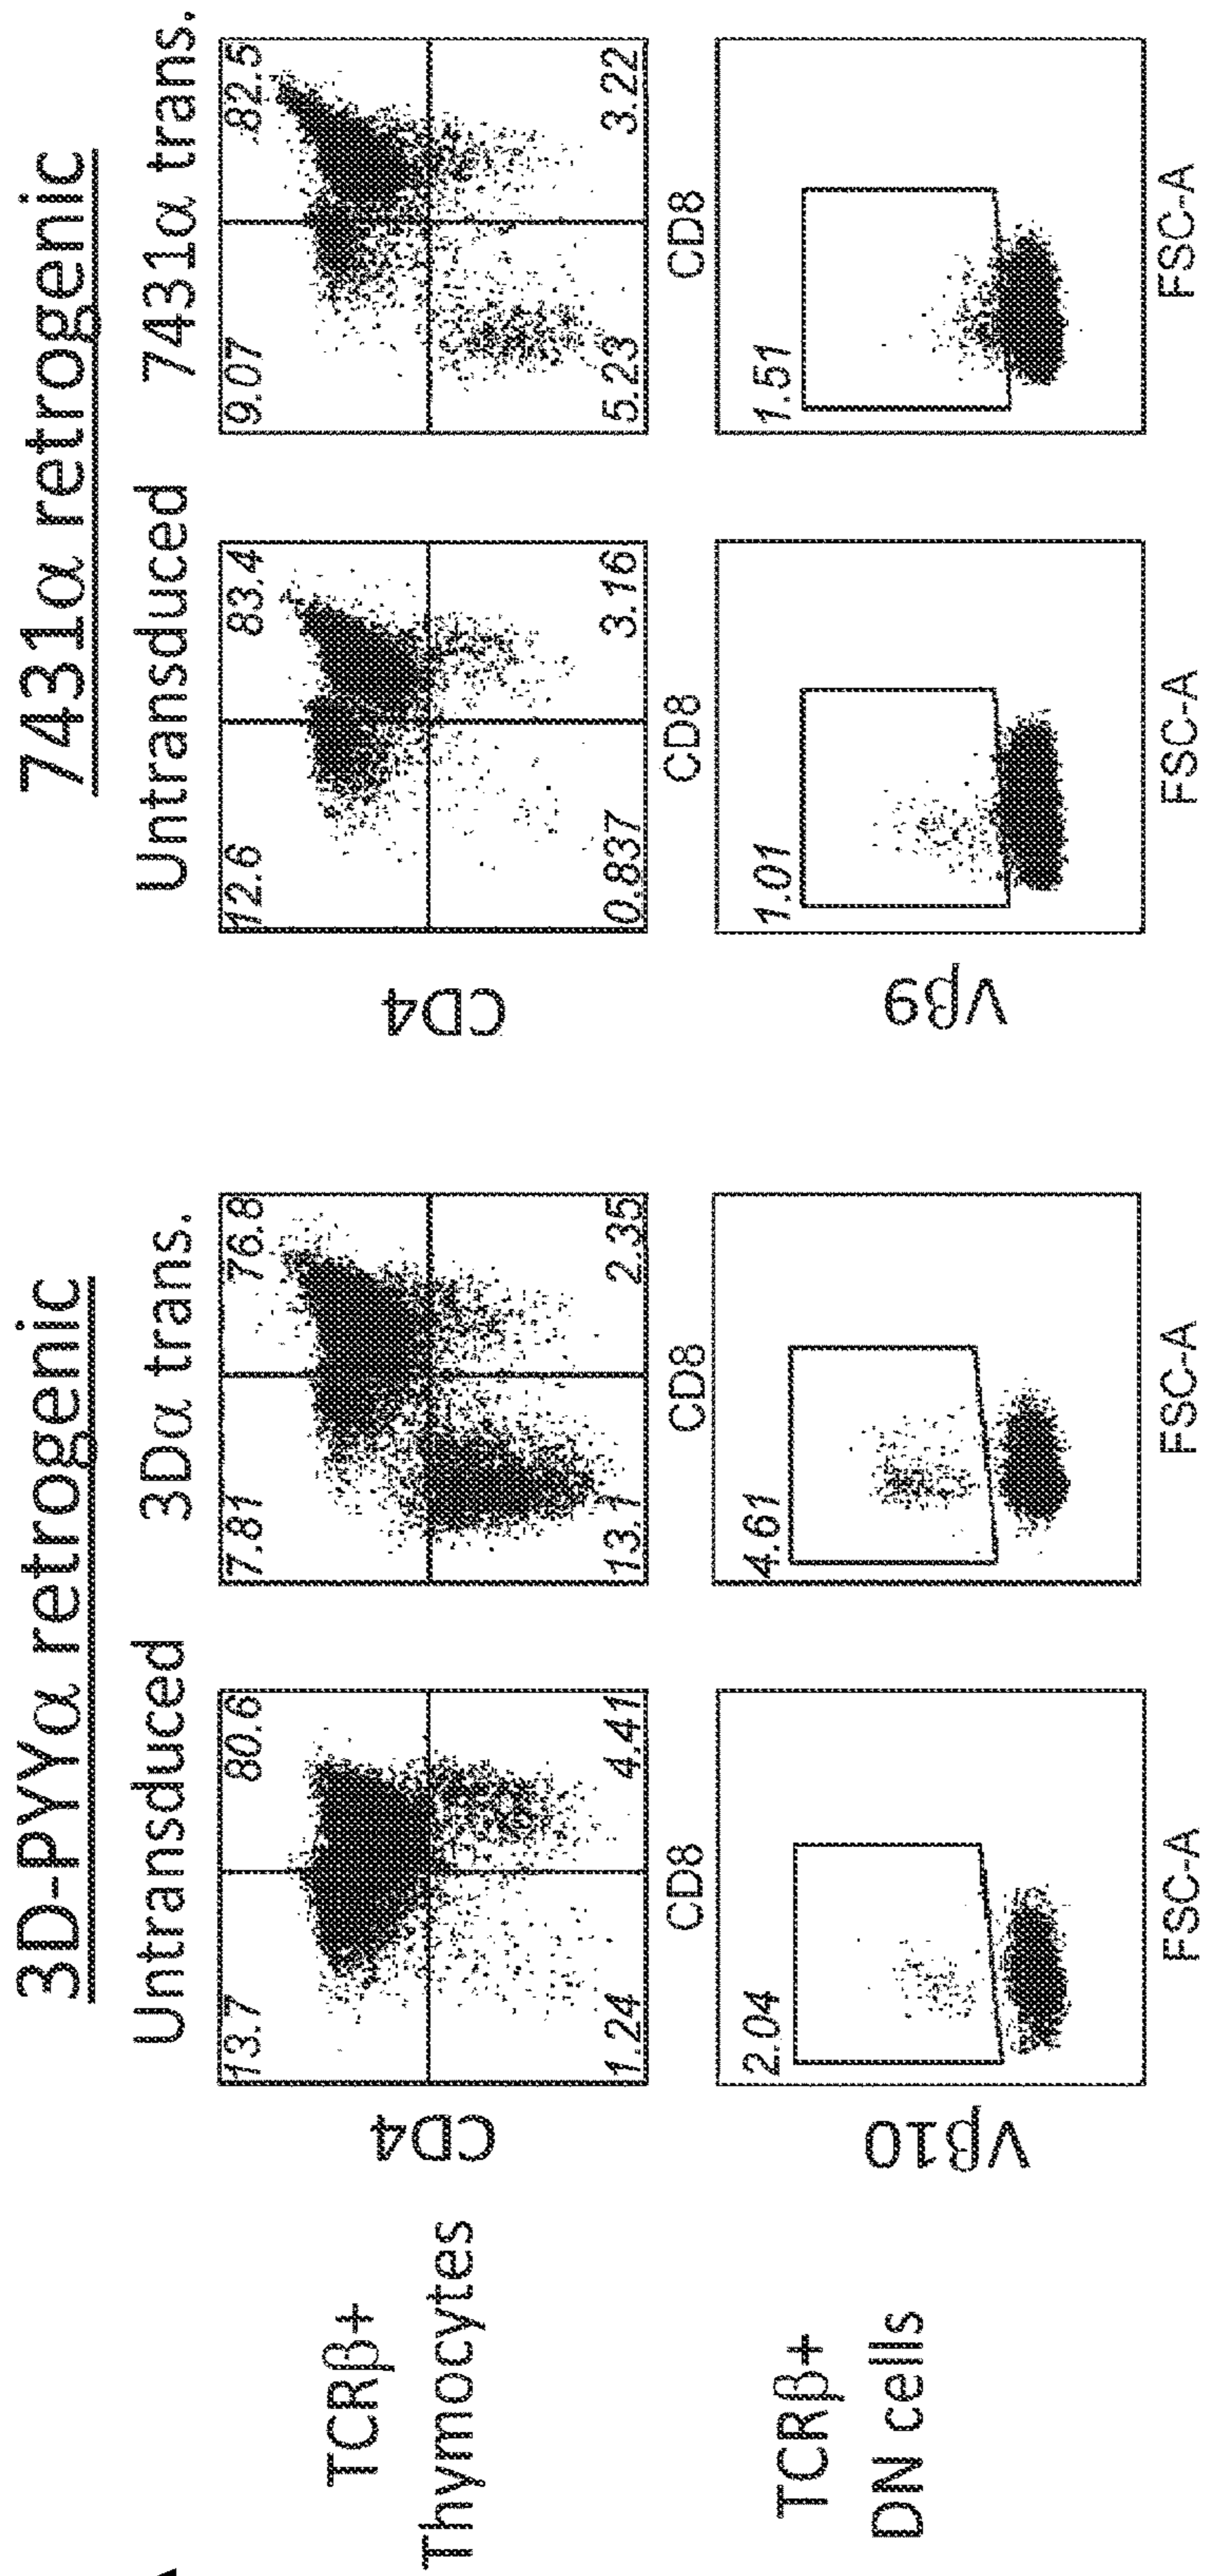 3D-PYYα retrogenic
7431α retrogenic
Untransduced
3Dα trans.
Untransduced
7431α trans.
TCRβ+
Thymocytes
CD4
13.7
80.6
1.24
4.41
CD8
7.81
76.8
13.1
2.35
CD8
CD4
12.6
83.4
0.837
3.16
CD8
9.07
82.5
5.23
3.22
CD8
TCRβ+
DN cells
Vβ10
2.04
FSC-A
4.61
FSC-A
Vβ9
1.01
FSC-A
1.51
FSC-A